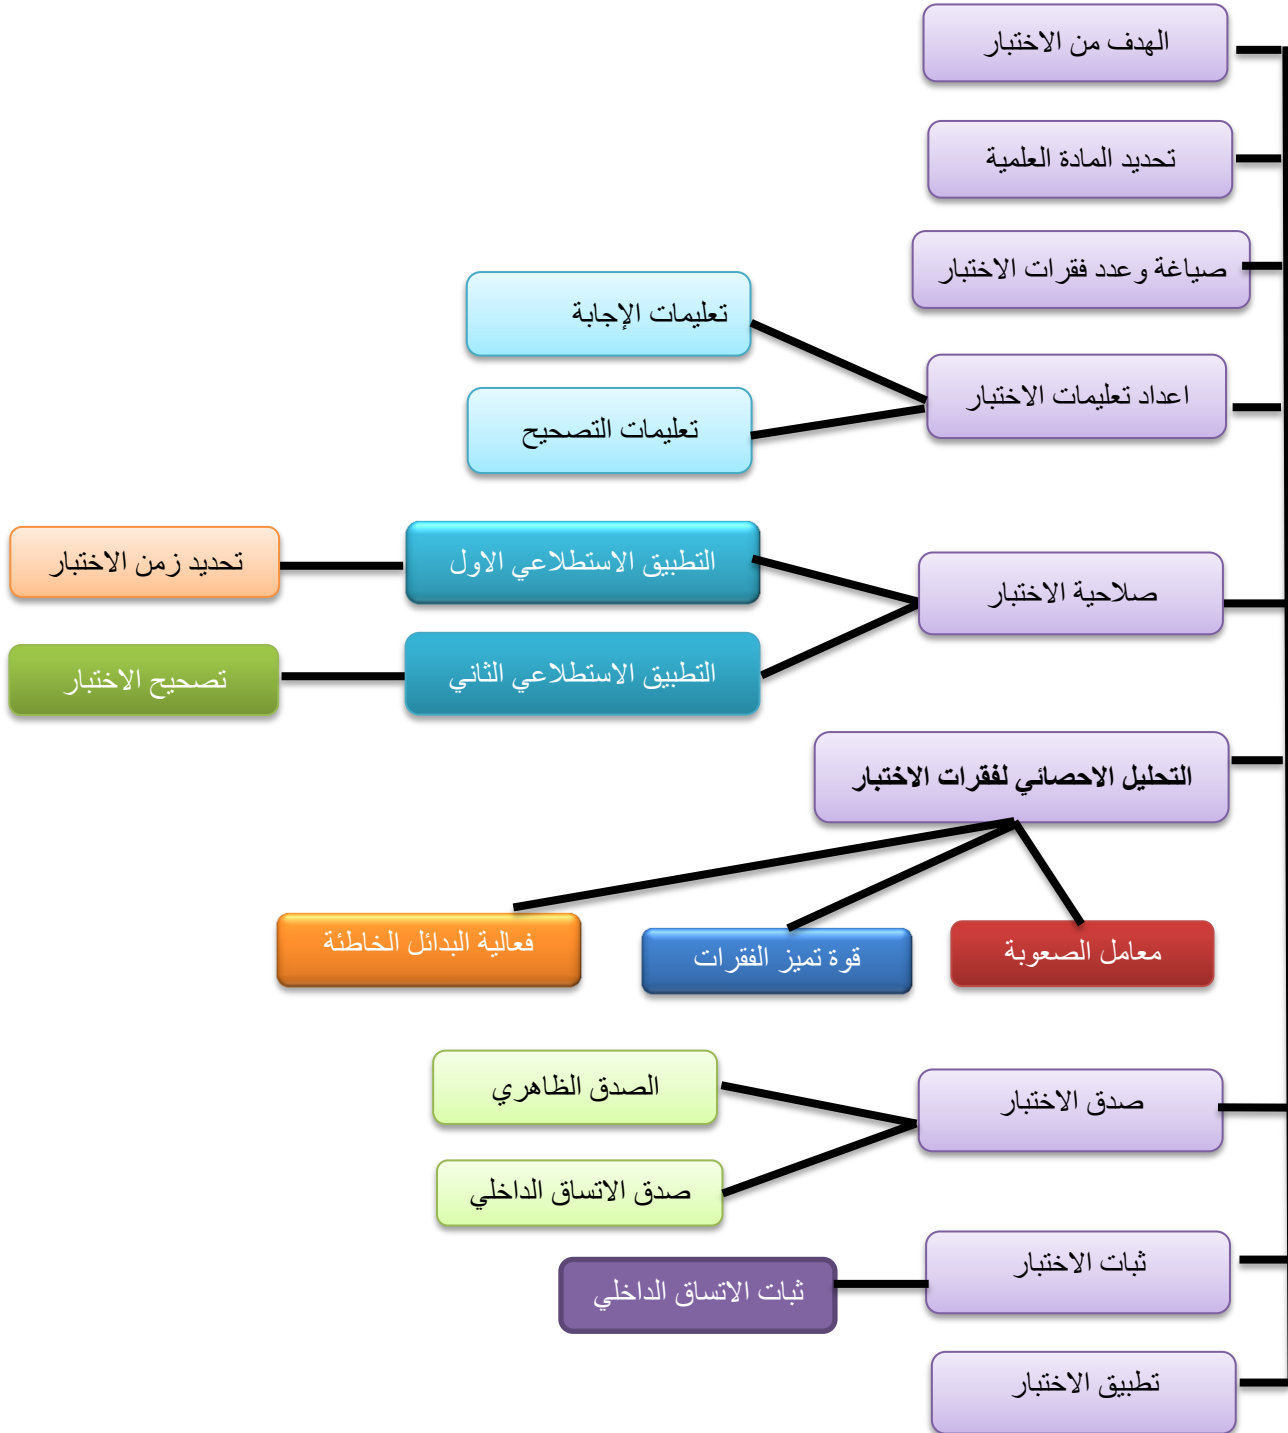 الهدف من الاختبار
تحديد المادة العلمية
صياغة وعدد فقرات الاختبار
اعداد تعليمات الاختبار
تعليمات الإجابة
تعليمات التصحيح
صلاحية الاختبار
التطبيق الاستطلاعي الاول
تحديد زمن الاختبار
التطبيق الاستطلاعي الثاني
تصحيح الاختبار
التحليل الاحصائي لفقرات الاختبار
معامل الصعوبة
قوة تميز الفقرات
فعالية البدائل الخاطئة
صدق الاختبار
الصدق الظاهري
صدق الاتساق الداخلي
ثبات الاختبار
ثبات الاتساق الداخلي
تطبيق الاختبار